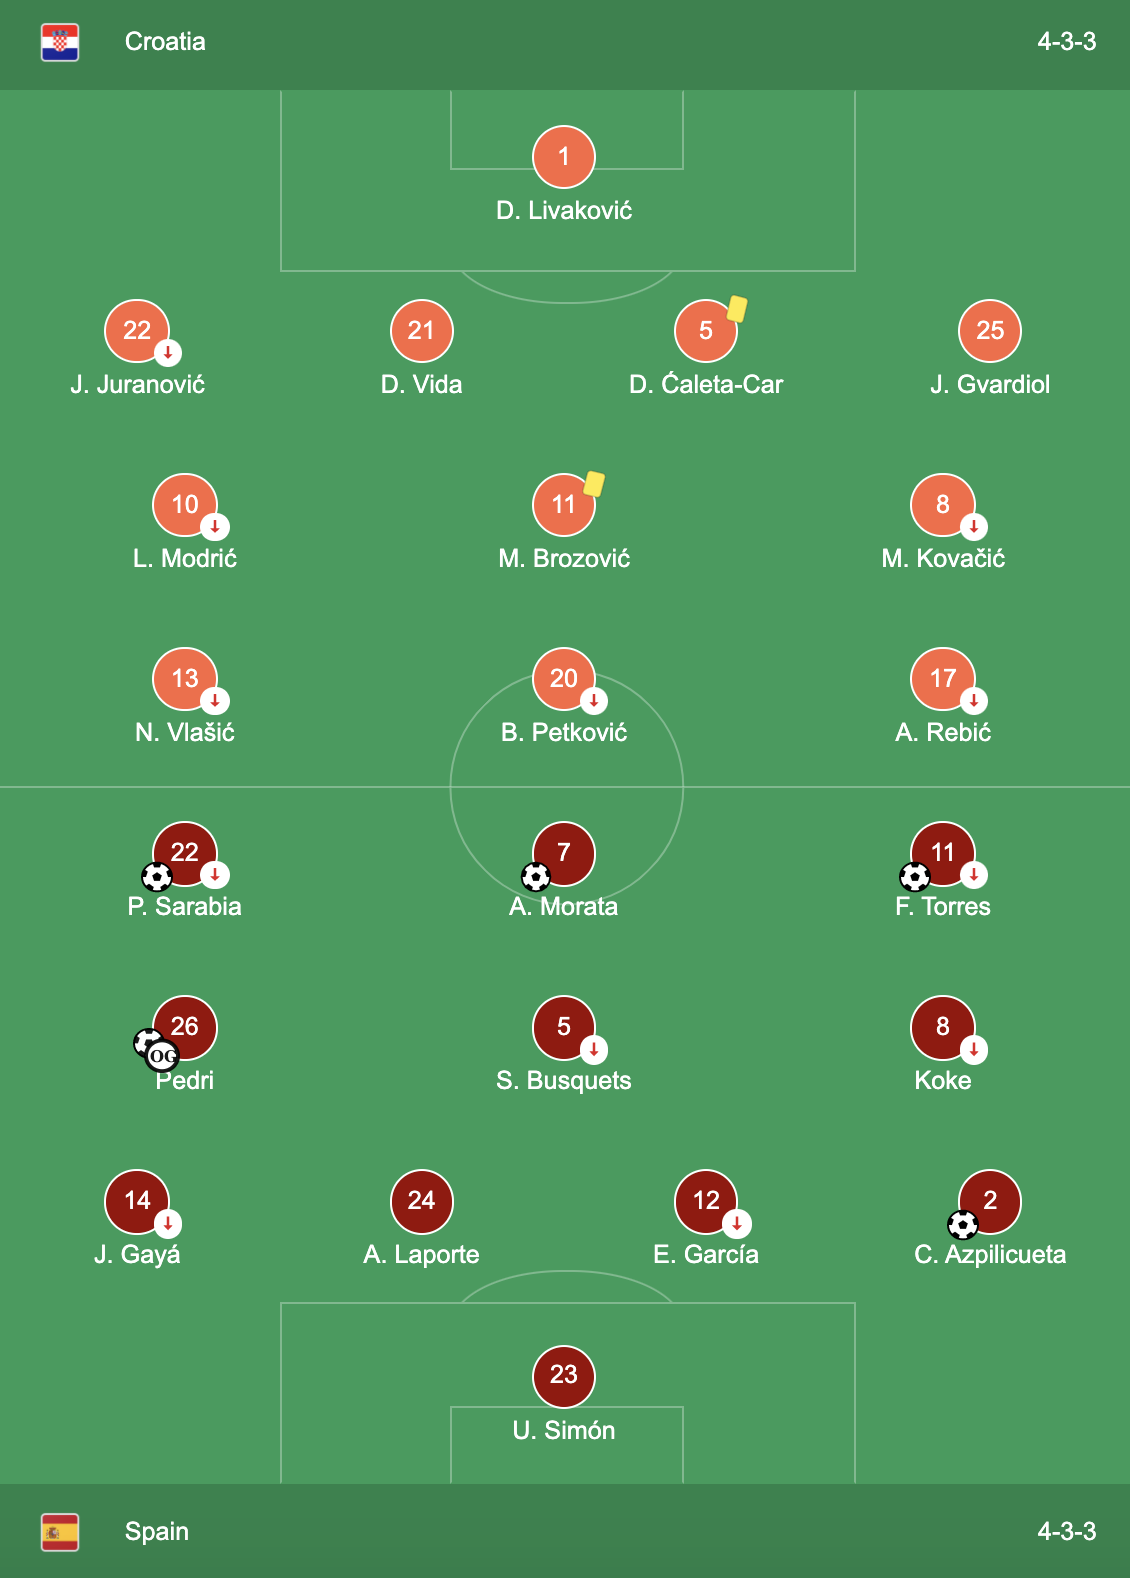 Croatia 4-3-3
1
D. Livaković
22 21 5 25
J. Juranović D. Vida D. Ćaleta-Car J. Gvardiol
10 11 8
L. Modrić M. Brozović M. Kovačić
13 20 17
N. Vlašić B. Petković A. Rebić
22 7 11
P. Sarabia A. Morata F. Torres
26 5 8
OG
Pedri S. Busquets Koke
14 24 12 2
J. Gayá A. Laporte E. García C. Azpilicueta
23
U. Simón
Spain 4-3-3